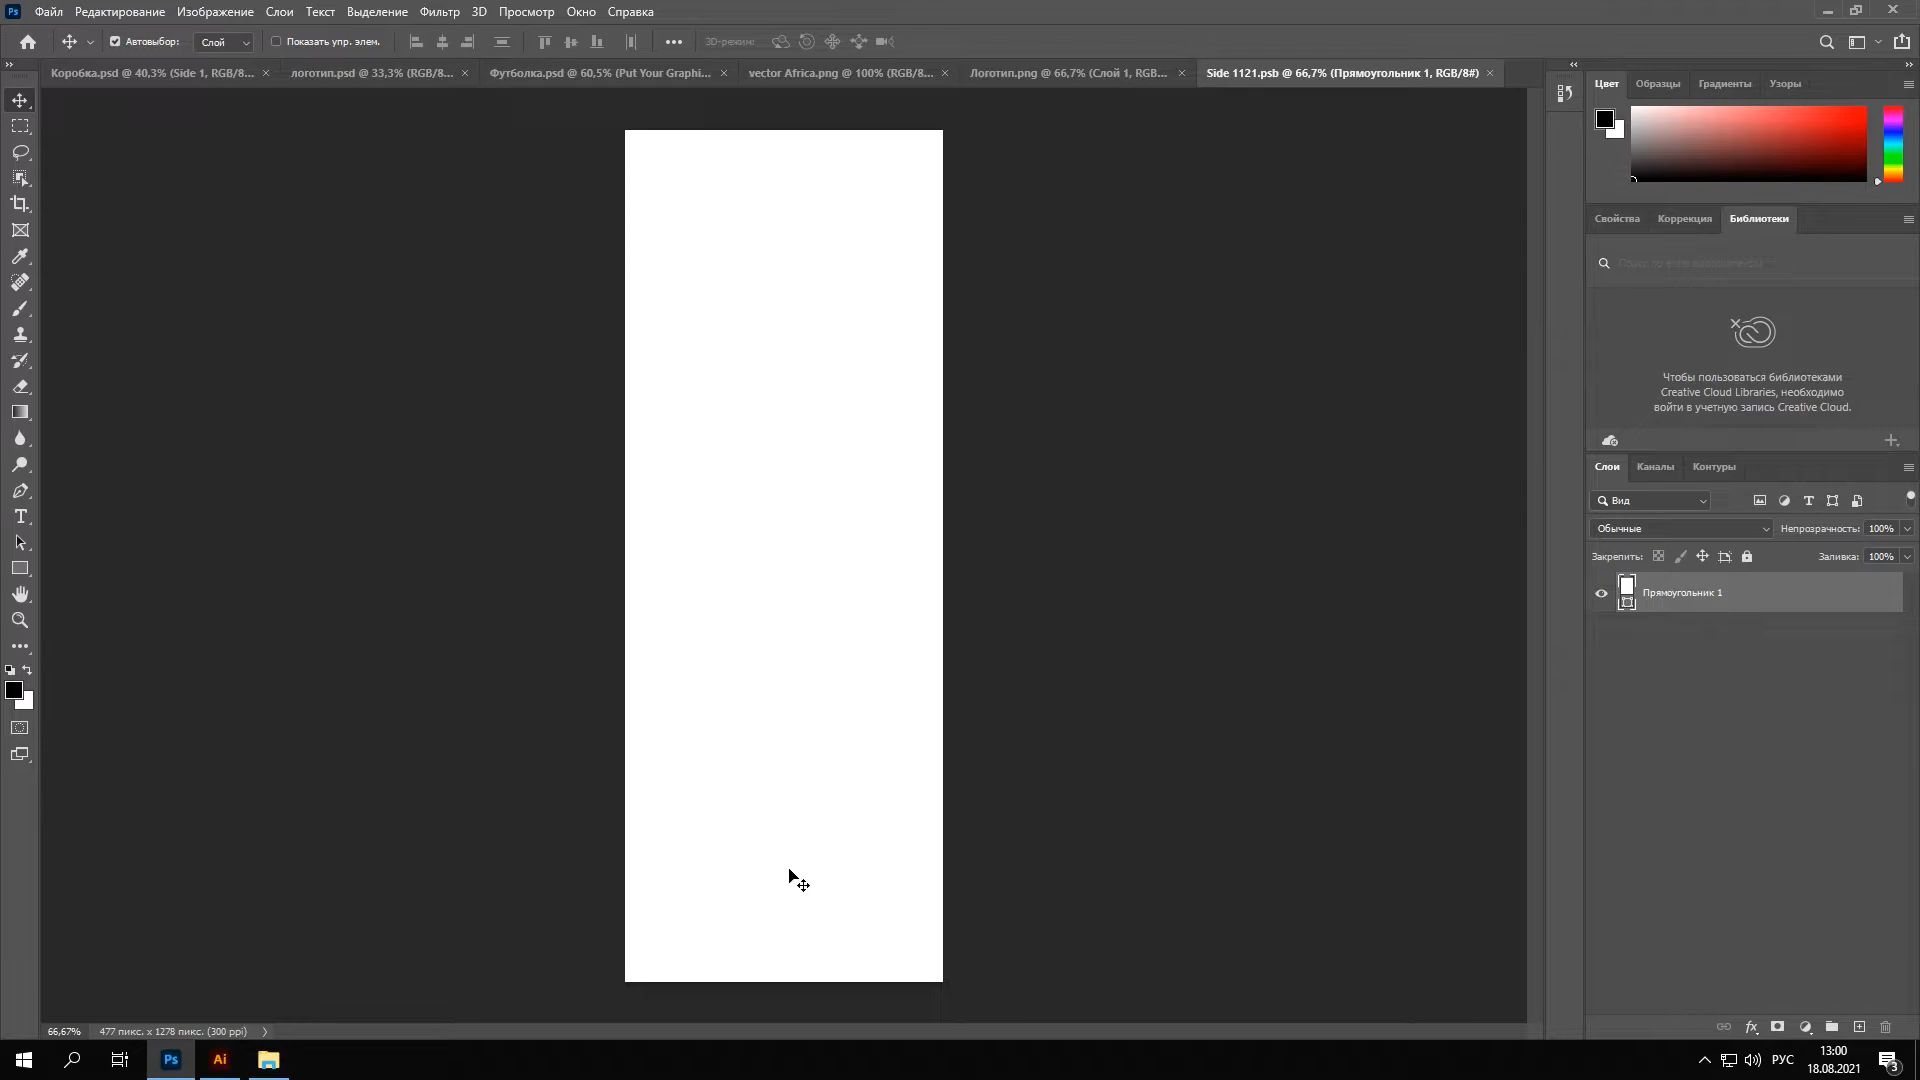 Ps Файл Редактирование Изображение Слои Текст Выделение Фильтр 3D Просмотр Окно Справка
Автовыбор: Слой Показать упр. элем. 3D-режим:
Коробка.psd @ 40,3% (Side 1, RGB/8... логотип.psd @ 33,3% (RGB/8... Футболка.psd @ 60,5% (Put Your Graphi... vector Africa.png @ 100% (RGB/8... Логотип.png @ 66,7% (Слой 1, RGB... Side 1121.psb @ 66,7% (Прямоугольник 1, RGB/8#)
Цвет Образцы Градиенты Узоры
Свойства Коррекция Библиотеки
Чтобы пользоваться библиотеками
Creative Cloud Libraries, необходимо
войти в учетную запись Creative Cloud.
Слои Каналы Контуры
Вид
Обычные Непрозрачность: 100%
Закрепить: Заливка: 100%
Прямоугольник 1
66,67% 477 пикс. x 1278 пикс. (300 ppi)
Ps Ai РУС 13:00
18.08.2021 3